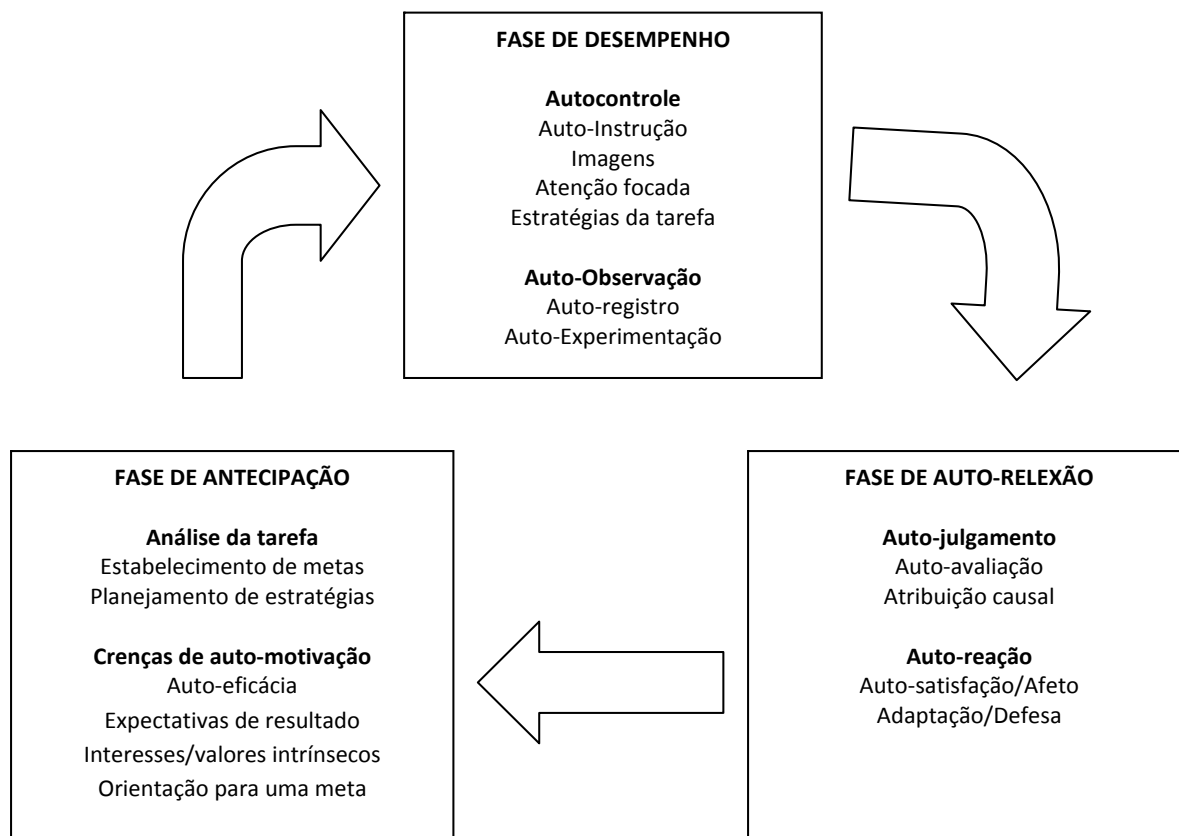 FASE DE DESEMPENHO
Autocontrole
Auto-Instrução
Imagens
Atenção focada
Estratégias da tarefa
Auto-Observação
Auto-registro
Auto-Experimentação
FASE DE ANTECIPAÇÃO
Análise da tarefa
Estabelecimento de metas
Planejamento de estratégias
Crenças de auto-motivação
Auto-eficácia
Expectativas de resultado
Interesses/valores intrínsecos
Orientação para uma meta
FASE DE AUTO-RELEXÃO
Auto-julgamento
Auto-avaliação
Atribuição causal
Auto-reação
Auto-satisfação/Afeto
Adaptação/Defesa